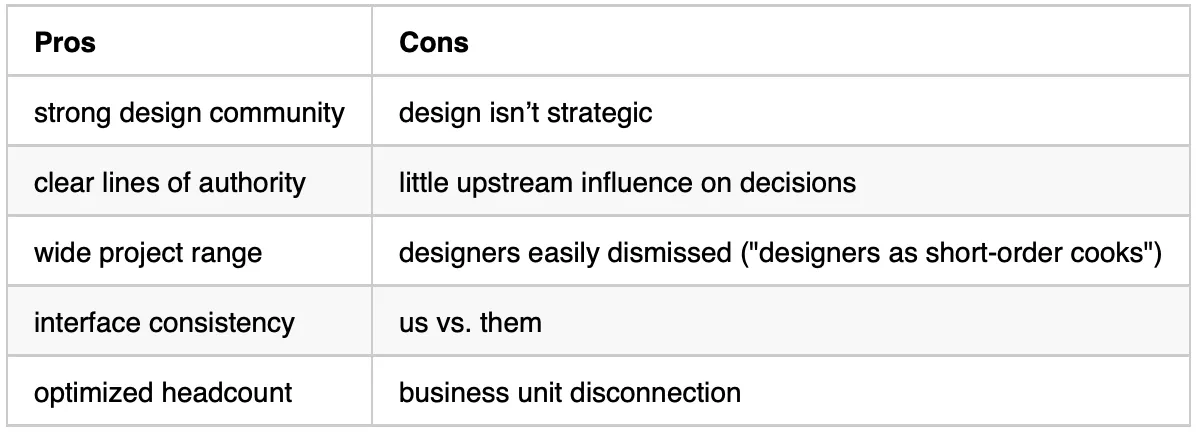 Pros Cons
strong design community design isn’t strategic
clear lines of authority little upstream influence on decisions
wide project range designers easily dismissed ("designers as short-order cooks")
interface consistency us vs. them
optimized headcount business unit disconnection